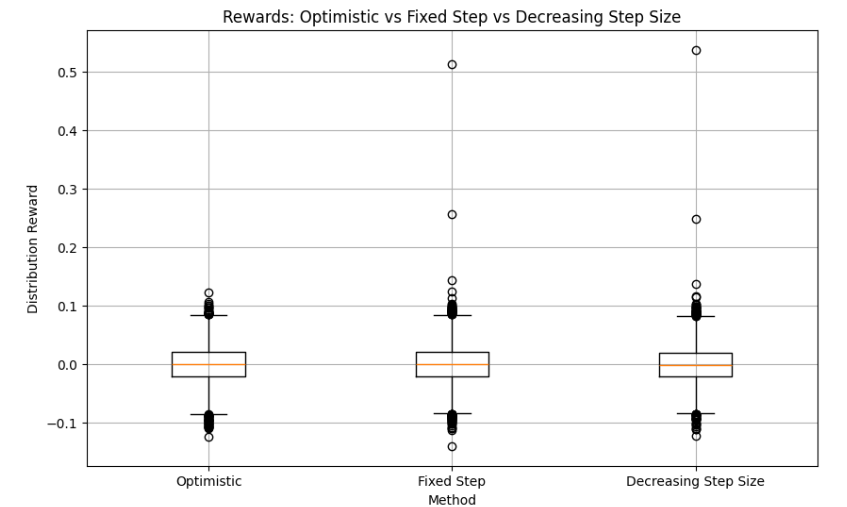 Rewards: Optimistic vs Fixed Step vs Decreasing Step Size
Distribution Reward
0.5
0.4
0.3
0.2
0.1
0.0
−0.1
Optimistic
Fixed Step
Decreasing Step Size
Method